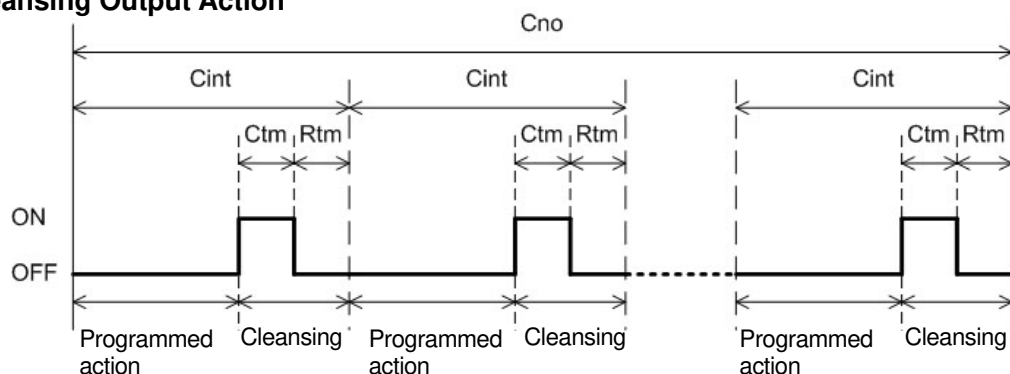 eansing Output Action
Cno
Cint Cint Cint
Ctm Rtm Ctm Rtm Ctm Rtm
ON
OFF
Programmed action Cleansing Programmed action Cleansing Programmed action Cleansing